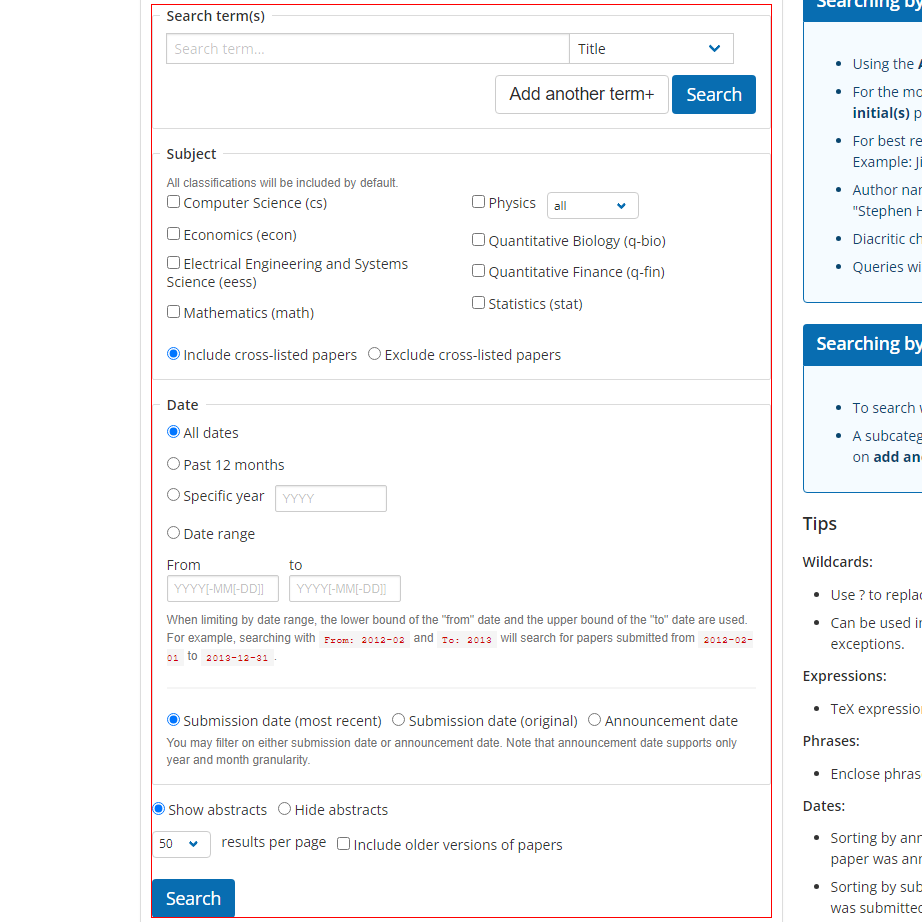 Search term(s)
Search term...
Title
Add another term+
Search
Subject
All classifications will be included by default.
Computer Science (cs)
Physics
all
Economics (econ)
Quantitative Biology (q-bio)
Electrical Engineering and Systems
Science (eess)
Quantitative Finance (q-fin)
Mathematics (math)
Statistics (stat)
Include cross-listed papers
Exclude cross-listed papers
Date
All dates
Past 12 months
Specific year
YYYY
Date range
From
to
YYYY[-MM[-DD]]
YYYY[-MM[-DD]]
When limiting by date range, the lower bound of the "from" date and the upper bound of the "to" date are used.
For example, searching with From: 2012-02 and To: 2013 will search for papers submitted from 2012-02-
01 to 2013-12-31 .
Submission date (most recent)
Submission date (original)
Announcement date
You may filter on either submission date or announcement date. Note that announcement date supports only
year and month granularity.
Show abstracts
Hide abstracts
50
results per page
Include older versions of papers
Search
Searching by
Using the
For the mo
initial(s) p
For best re
Example: Ji
Author nar
"Stephen H
Diacritic ch
Queries wi
Searching by
To search
A subcateg
on add an
Tips
Wildcards:
Use ? to replac
Can be used in
exceptions.
Expressions:
TeX expressio
Phrases:
Enclose phras
Dates:
Sorting by ann
paper was ann
Sorting by sub
was submitted